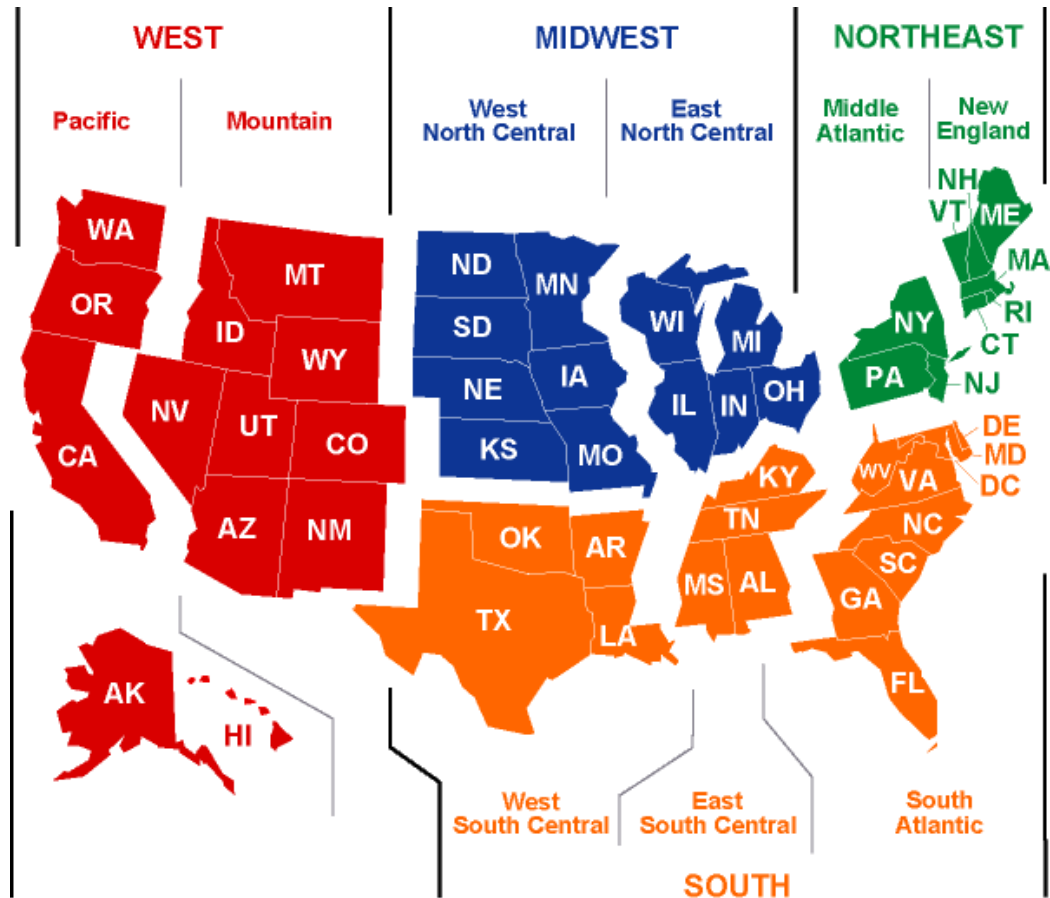 WEST
MIDWEST
NORTHEAST
Pacific
Mountain
West
North Central
East
North Central
Middle
Atlantic
New
England
WA
OR
CA
MT
ID
WY
NV
UT
CO
AZ
NM
AK
HI
ND
MN
SD
NE
IA
KS
MO
WI
MI
IL
IN
OH
NH
VT
ME
MA
RI
CT
NY
PA
NJ
DE
MD
DC
WV
VA
KY
TN
NC
SC
OK
AR
MS
AL
GA
TX
LA
FL
West
South Central
East
South Central
South
Atlantic
SOUTH